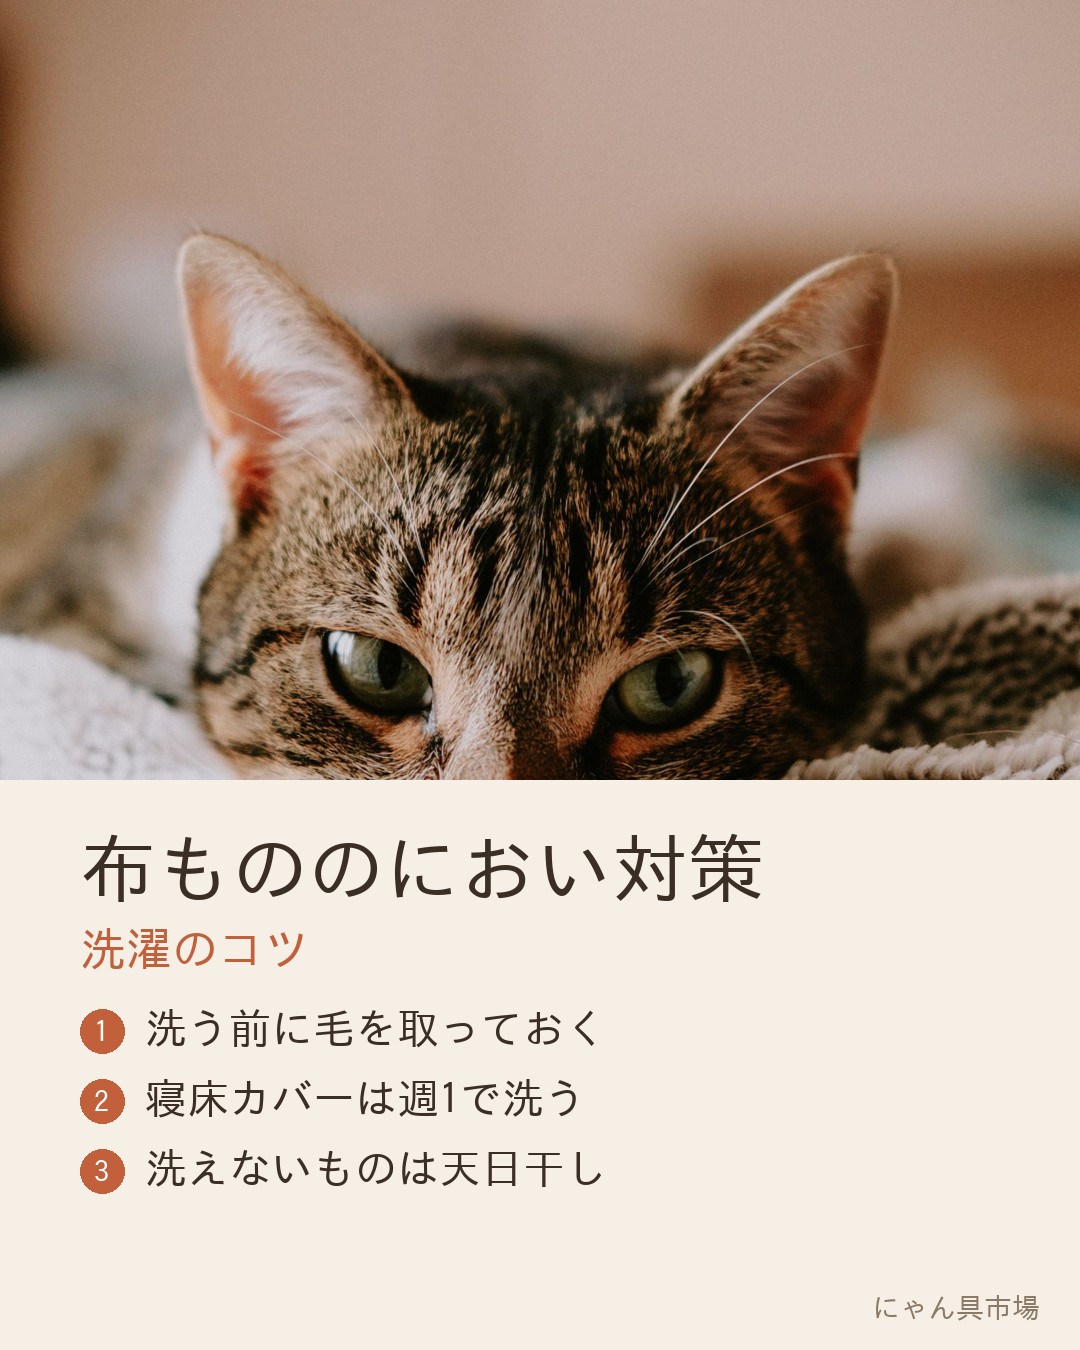 布もののにおい対策
洗濯のコツ
1 洗う前に毛を取っておく
2 寝床カバーは週1で洗う
3 洗えないものは天日干し
にゃん具市場